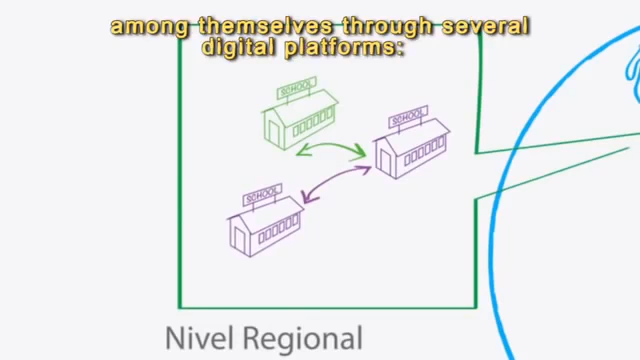 among themselves through several
digital platforms:
SCHOOL
SCHOOL
SCHOOL
Nivel Regional